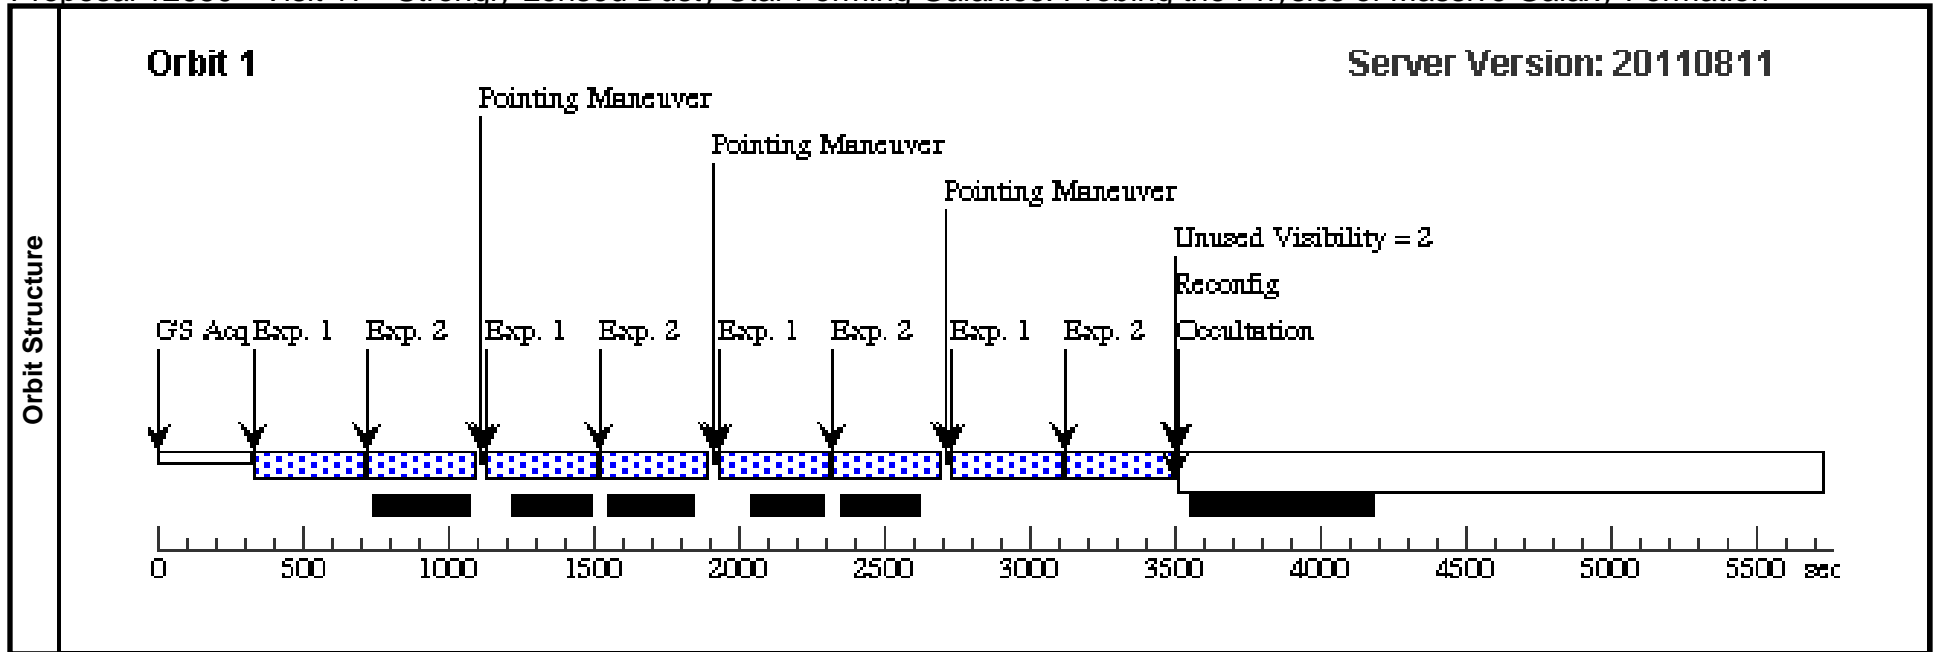 Orbit Structure
Orbit 1
Server Version: 20110811
Pointing Maneuver
Pointing Maneuver
Pointing Maneuver
Unused Visibility = 2
Reconfig
GS Acq Exp. 1 Exp. 2 Exp. 1 Exp. 2 Exp. 1 Exp. 2 Exp. 1 Exp. 2 Occultation
0 500 1000 1500 2000 2500 3000 3500 4000 4500 5000 5500 sec